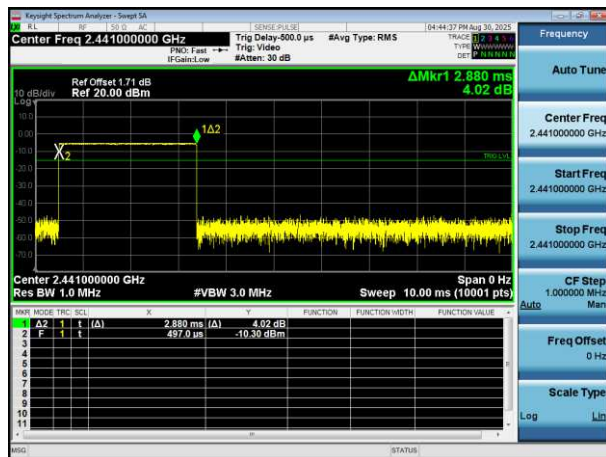 Keysight Spectrum Analyzer - Swept SA
RL RF 50 Ω AC SENSE:PULSE 04:44:37 PM Aug 30, 2025
Center Freq 2.441000000 GHz
PNO: Fast
IFGain:Low
Trig Delay-500.0 µs
Trig: Video
#Atten: 30 dB
#Avg Type: RMS
TRACE 1 2 3 4 5 6
TYPE WWWWWW
DET P N N N N N
Ref Offset 1.71 dB
Ref 20.00 dBm
ΔMkr1 2.880 ms
4.02 dB
10 dB/div
Log
10.0
0.00
-10.0
-20.0
-30.0
-40.0
-50.0
-60.0
-70.0
1Δ2
X2
TRIG LVL
Center 2.441000000 GHz
Span 0 Hz
Res BW 1.0 MHz
#VBW 3.0 MHz
Sweep 10.00 ms (10001 pts)
MKR MODE TRC SCL X Y FUNCTION FUNCTION WIDTH FUNCTION VALUE
1 Δ2 1 t (Δ) 2.880 ms (Δ) 4.02 dB
2 F 1 t 497.0 µs -10.30 dBm
3
4
5
6
7
8
9
10
11
MSG
STATUS
Frequency
Auto Tune
Center Freq
2.441000000 GHz
Start Freq
2.441000000 GHz
Stop Freq
2.441000000 GHz
CF Step
1.000000 MHz
Auto Man
Freq Offset
0 Hz
Scale Type
Log Lin